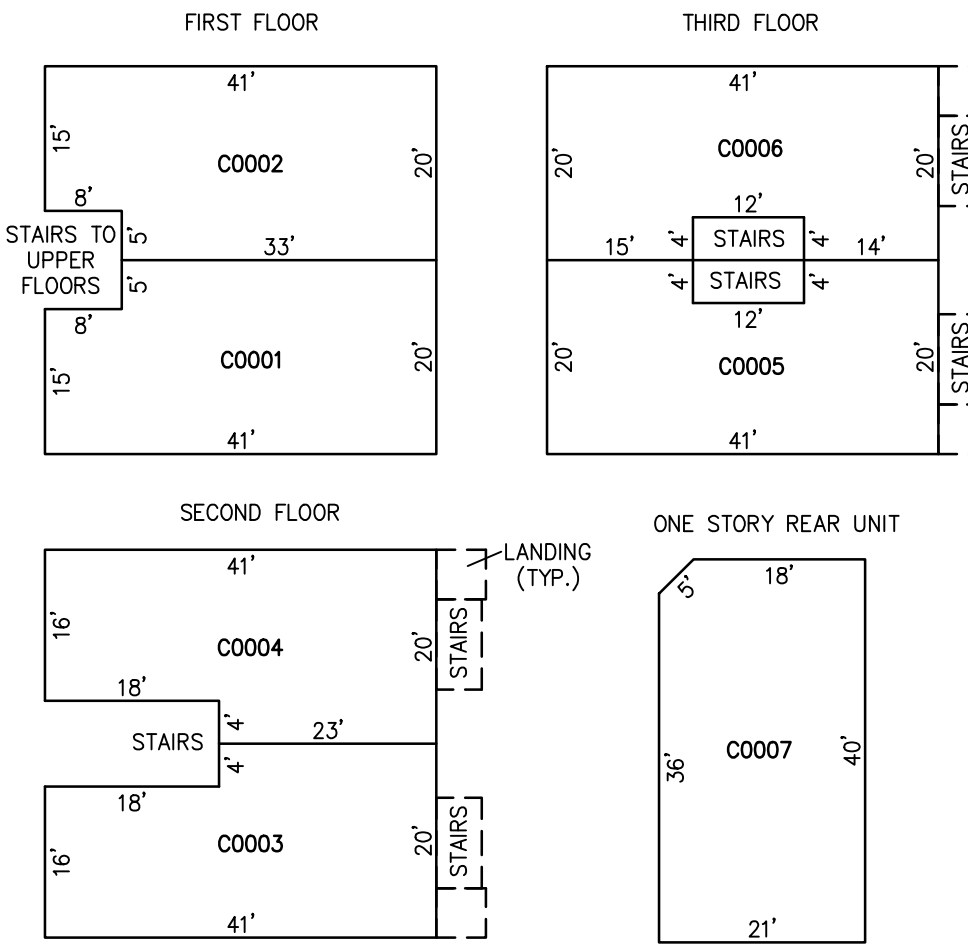 FIRST FLOOR
41'
15'
C0002
20'
8'
STAIRS TO
UPPER
FLOORS
5'
33'
5'
8'
15'
C0001
20'
41'
THIRD FLOOR
41'
20'
C0006
20'
STAIRS
12'
15'
4'
STAIRS
4'
14'
4'
STAIRS
4'
12'
20'
C0005
20'
STAIRS
41'
SECOND FLOOR
41'
LANDING
(TYP.)
16'
C0004
20'
STAIRS
18'
4'
STAIRS
23'
4'
18'
16'
C0003
20'
STAIRS
41'
ONE STORY REAR UNIT
5'
18'
36'
C0007
40'
21'